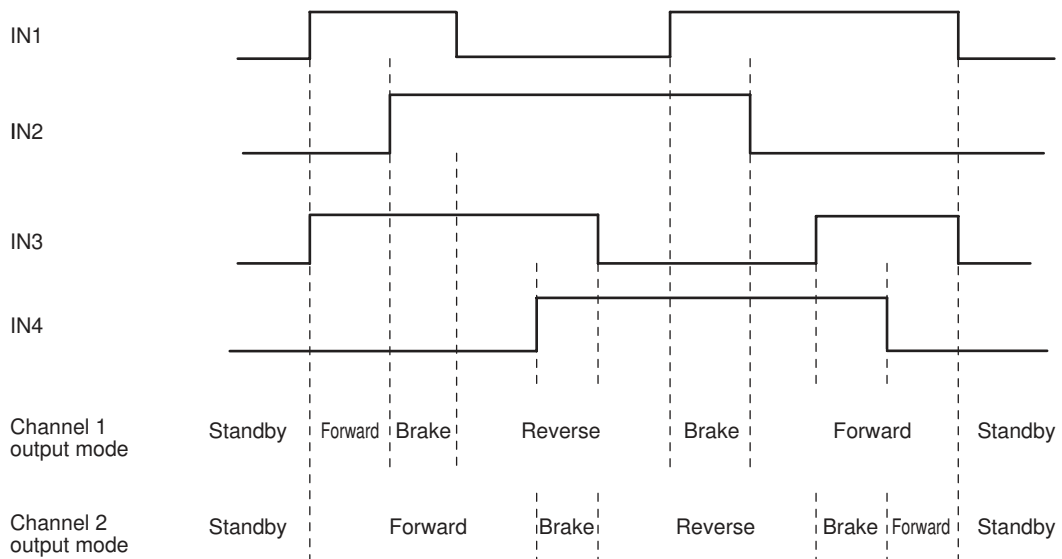 IN1
IN2
IN3
IN4
Channel 1
output mode
Standby Forward Brake Reverse Brake Forward Standby
Channel 2
output mode
Standby Forward Brake Reverse Brake Forward Standby